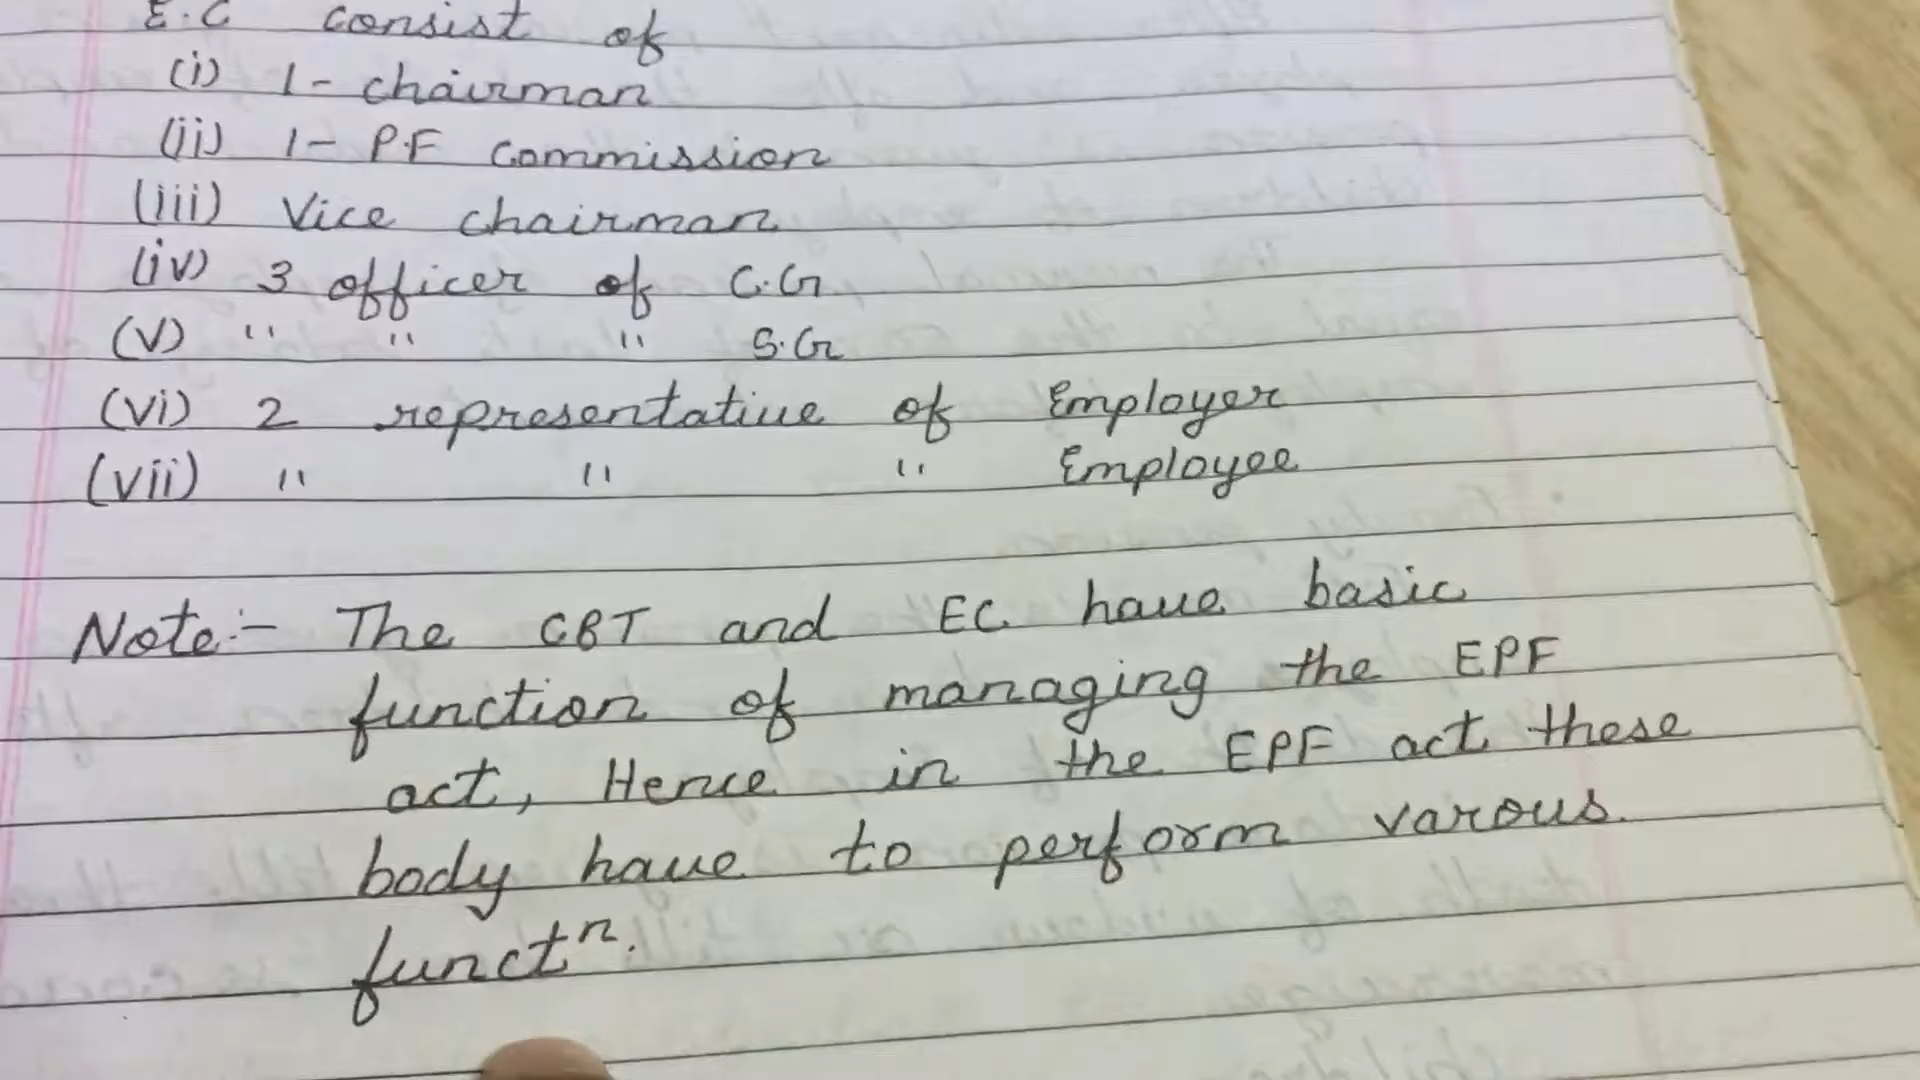 E.C consist of
(i) 1- chairman
(ii) 1- P.F Commission
(iii) Vice chairman
(iv) 3 officer of C.G
(v) " " " S.G
(vi) 2 representative of Employer
(vii) " " " Employee
Note:- The CBT and EC have basic
function of managing the EPF
act, Hence in the EPF act these
body have to perform varous
functⁿ.